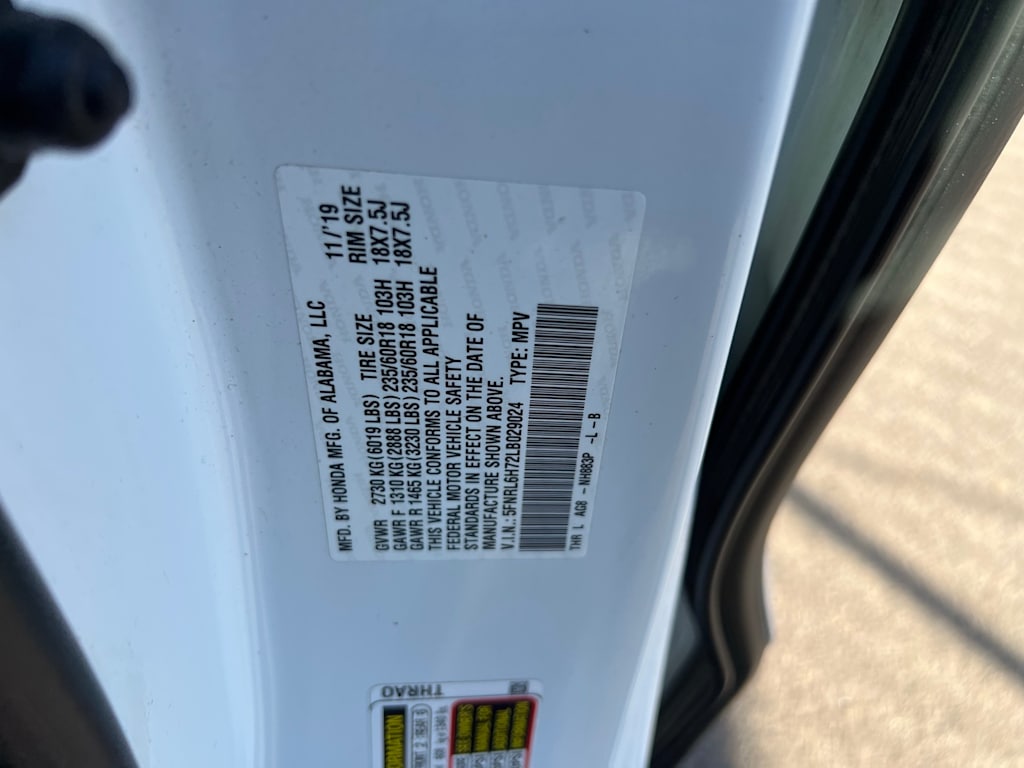 MFD. BY HONDA MFG. OF ALABAMA, LLC 11/'19
TIRE SIZE RIM SIZE
GVWR 2730 KG(6019 LBS)
GAWR F 1310 KG(2888 LBS) 235/60R18 103H 18X7.5J
GAWR R 1465 KG(3230 LBS) 235/60R18 103H 18X7.5J
THIS VEHICLE CONFORMS TO ALL APPLICABLE
FEDERAL MOTOR VEHICLE SAFETY
STANDARDS IN EFFECT ON THE DATE OF
MANUFACTURE SHOWN ABOVE.
V.I.N.: 5FNRL6H72LB029024 TYPE: MPV
THR L AG8 - NH883P -L -B
THRA0